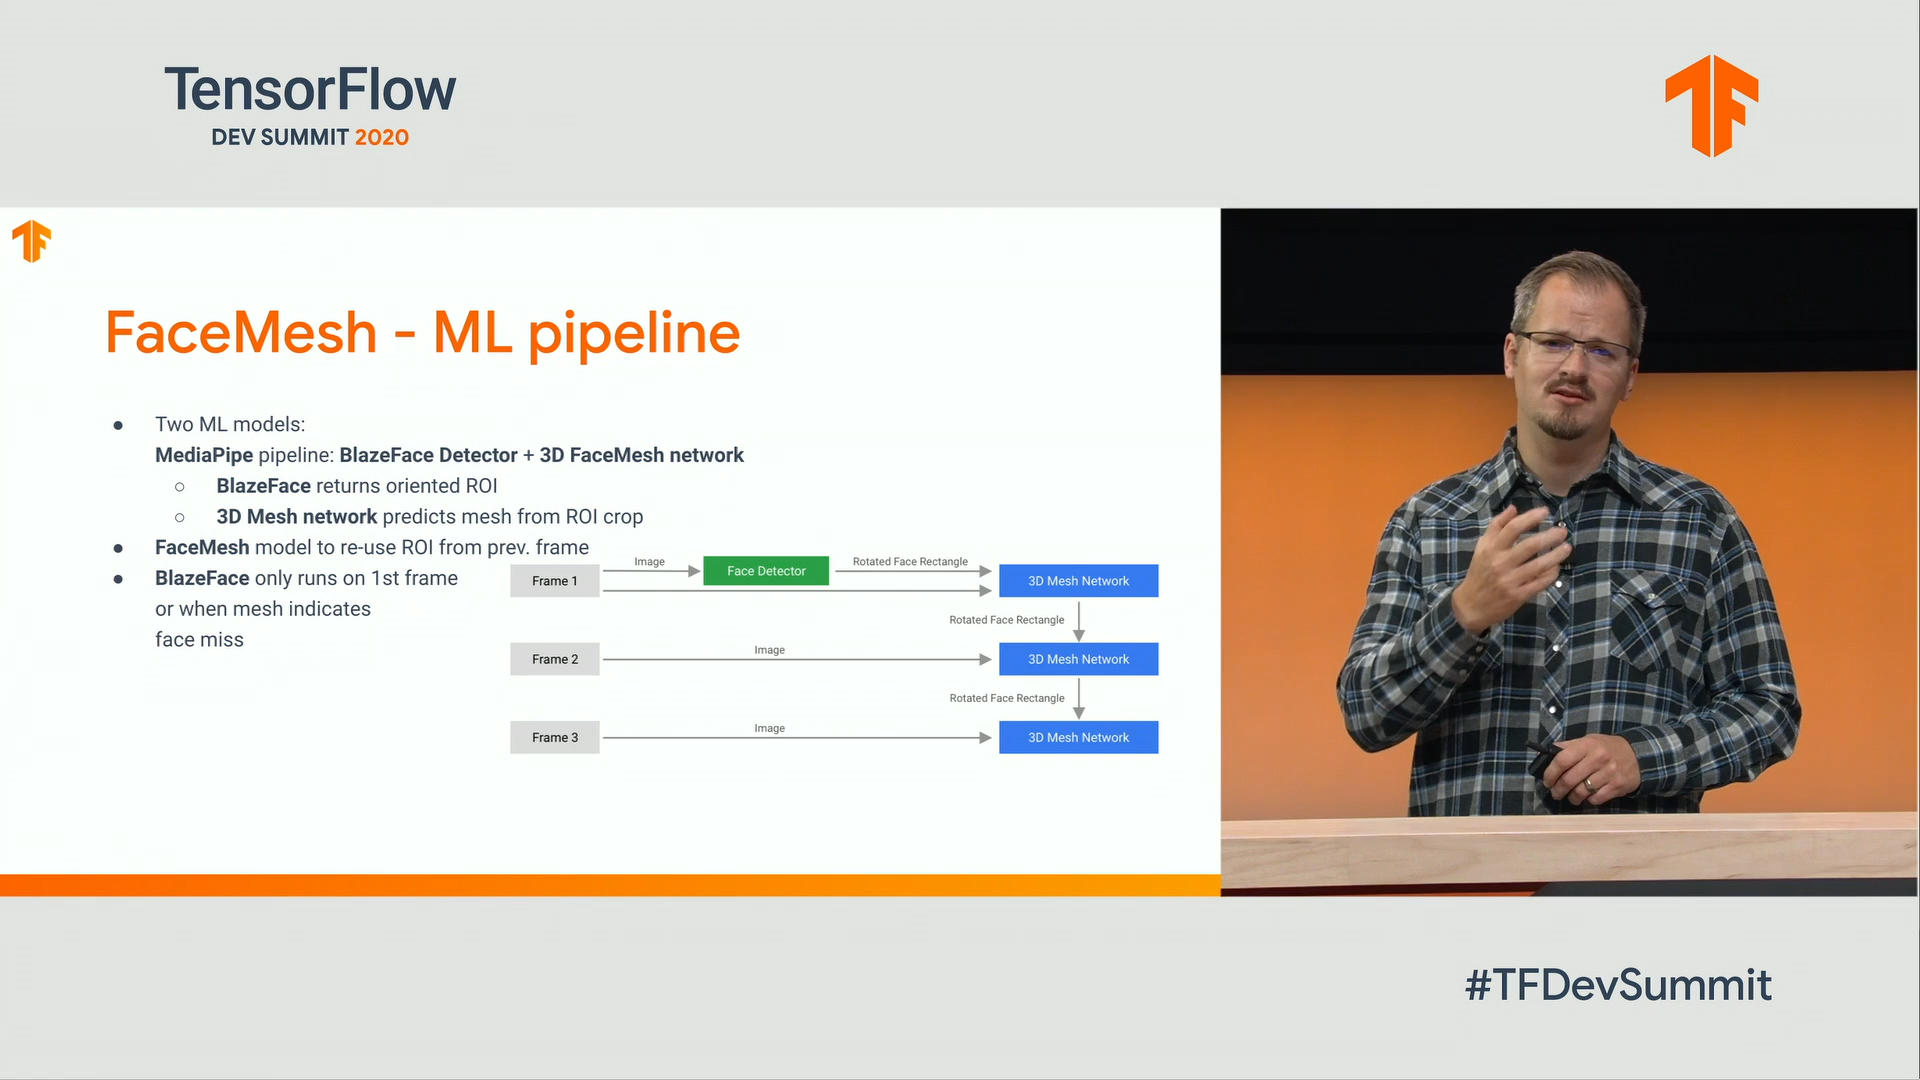 TensorFlow
DEV SUMMIT 2020
FaceMesh - ML pipeline
● Two ML models:
MediaPipe pipeline: BlazeFace Detector + 3D FaceMesh network
○ BlazeFace returns oriented ROI
○ 3D Mesh network predicts mesh from ROI crop
● FaceMesh model to re-use ROI from prev. frame
● BlazeFace only runs on 1st frame
or when mesh indicates
face miss
Frame 1
Image
Face Detector
Rotated Face Rectangle
3D Mesh Network
Rotated Face Rectangle
Frame 2
Image
3D Mesh Network
Rotated Face Rectangle
Frame 3
Image
3D Mesh Network
#TFDevSummit